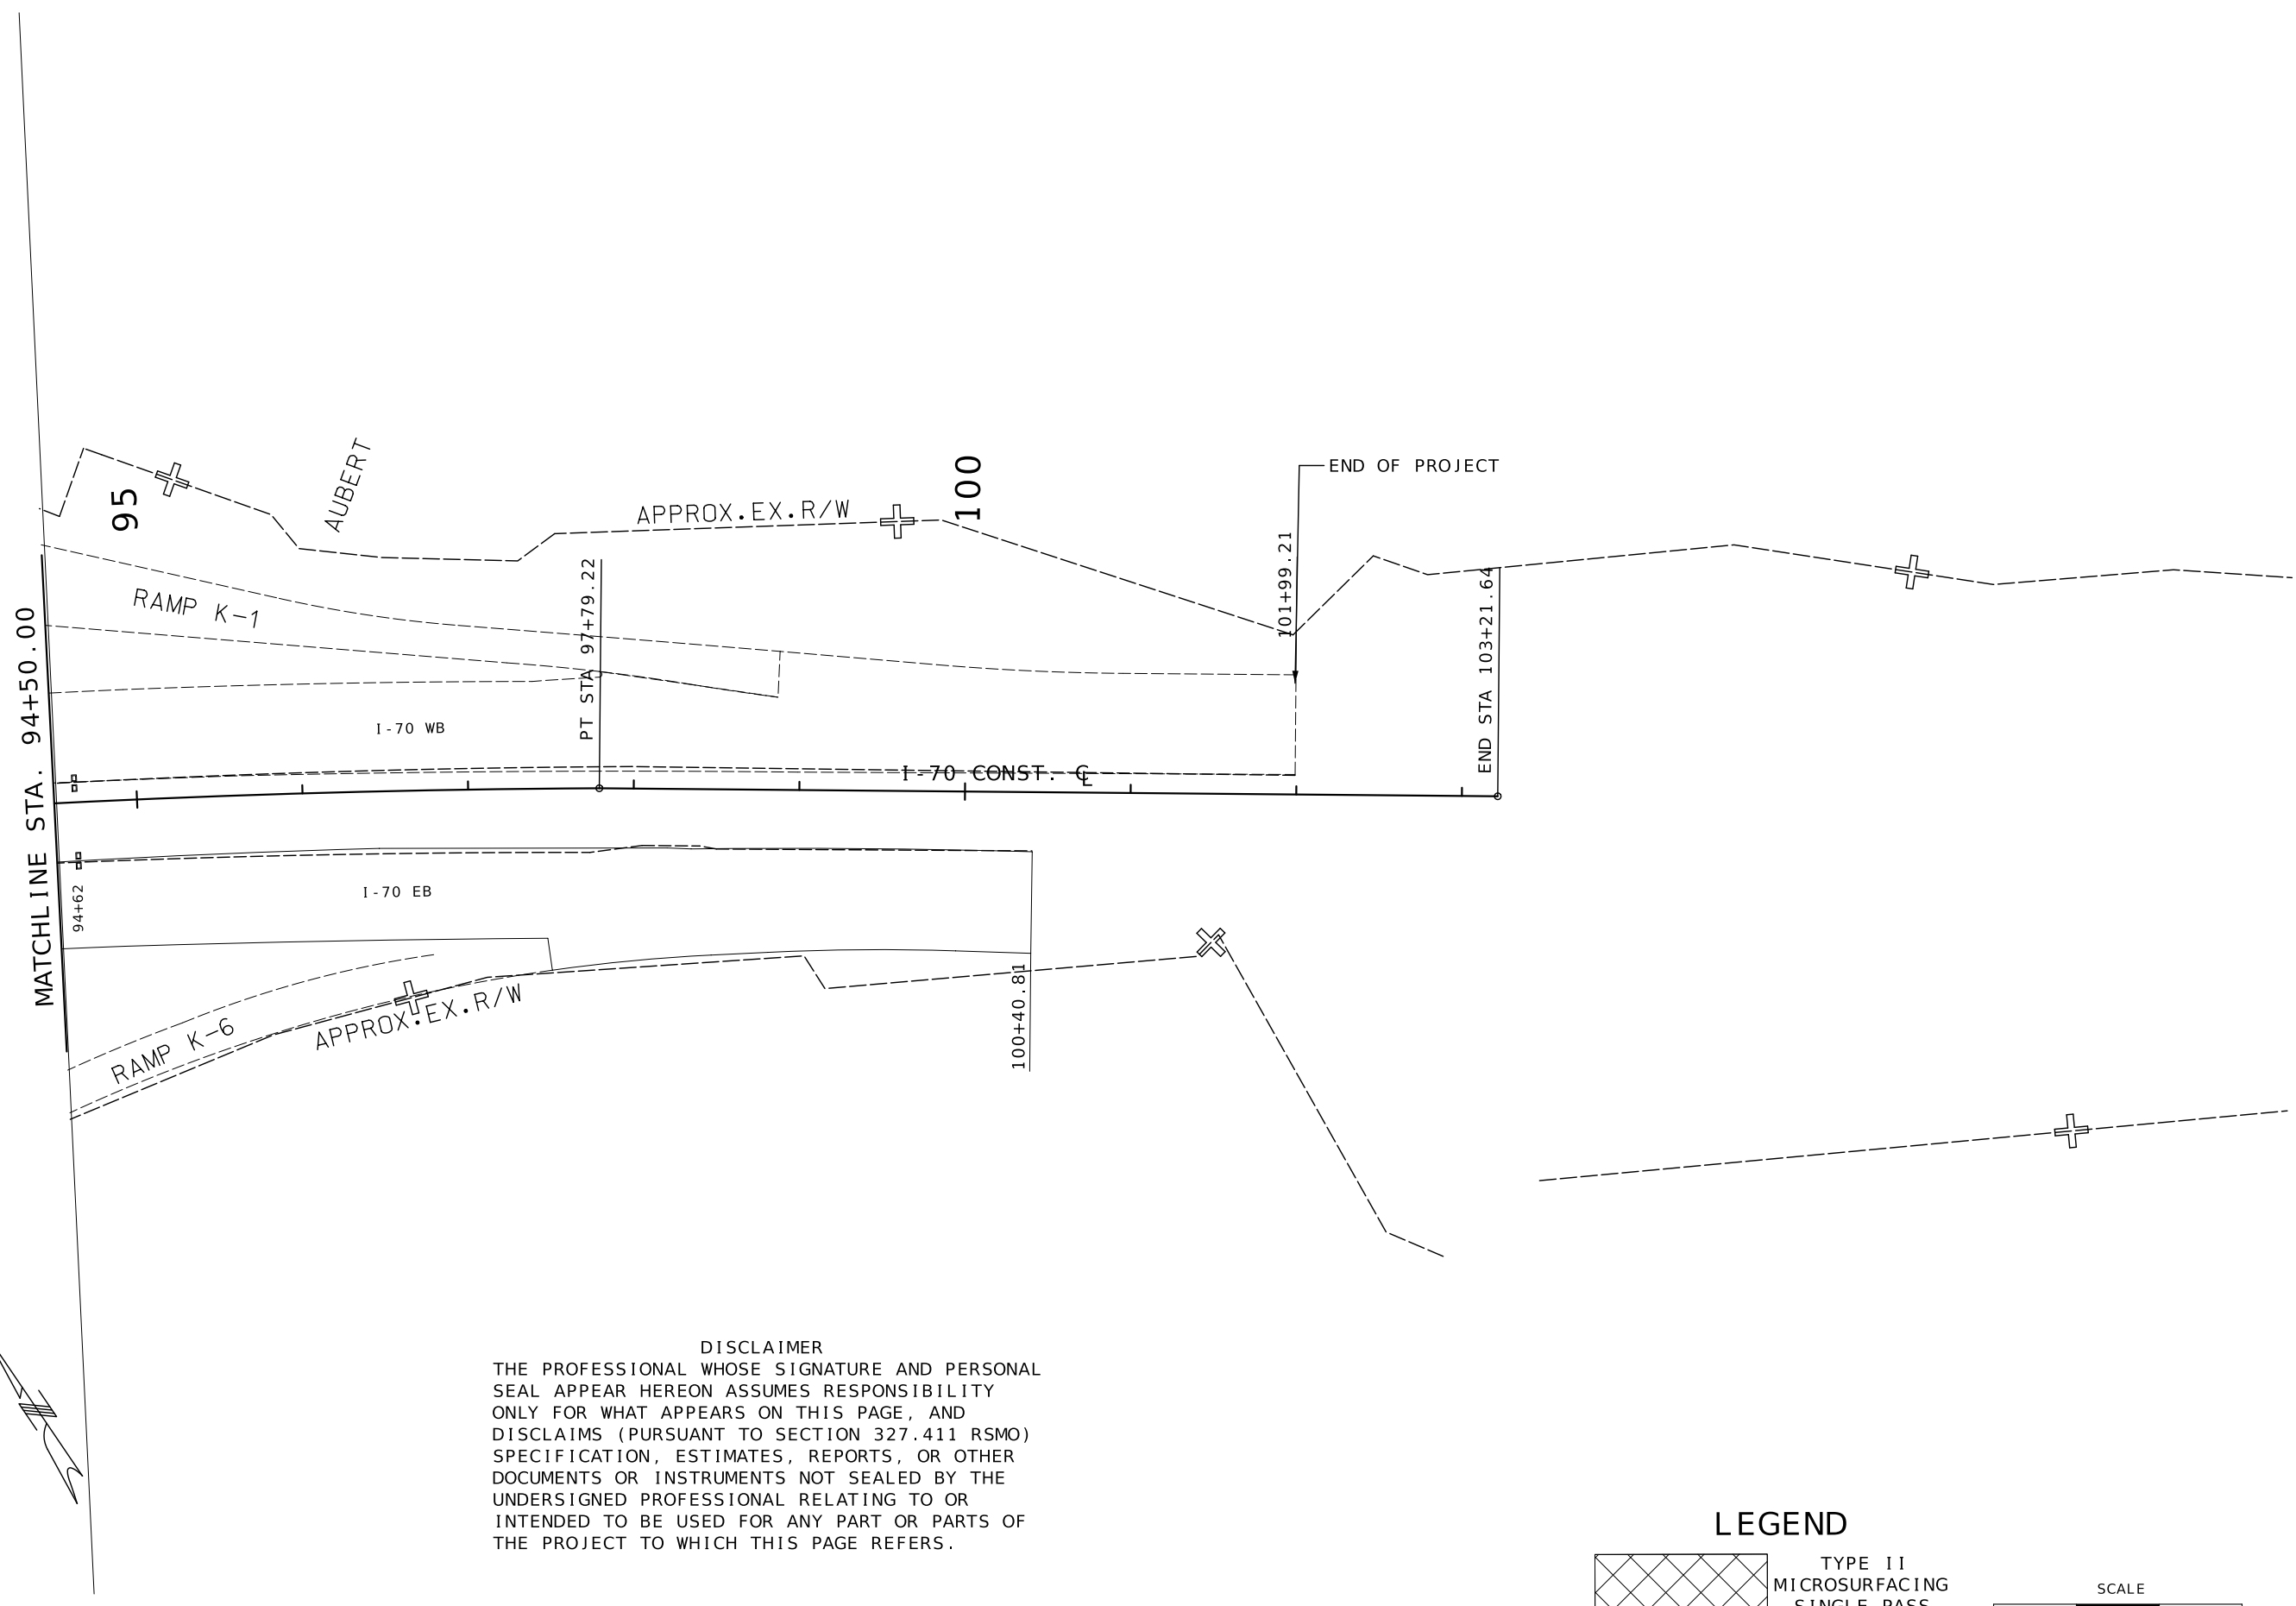 AUBERT
95
APPROX.EX.R/W
100
END OF PROJECT
101+99.21
RAMP K-1
PT STA 97+79.22
END STA 103+21.64
MATCHLINE STA. 94+50.00
I-70 WB
I-70 CONST. ℄
94+62
I-70 EB
100+40.81
APPROX.EX.R/W
RAMP K-6
DISCLAIMER
THE PROFESSIONAL WHOSE SIGNATURE AND PERSONAL
SEAL APPEAR HEREON ASSUMES RESPONSIBILITY
ONLY FOR WHAT APPEARS ON THIS PAGE, AND
DISCLAIMS (PURSUANT TO SECTION 327.411 RSMO)
SPECIFICATION, ESTIMATES, REPORTS, OR OTHER
DOCUMENTS OR INSTRUMENTS NOT SEALED BY THE
UNDERSIGNED PROFESSIONAL RELATING TO OR
INTENDED TO BE USED FOR ANY PART OR PARTS OF
THE PROJECT TO WHICH THIS PAGE REFERS.
LEGEND
TYPE II
MICROSURFACING
SINGLE PASS
SCALE